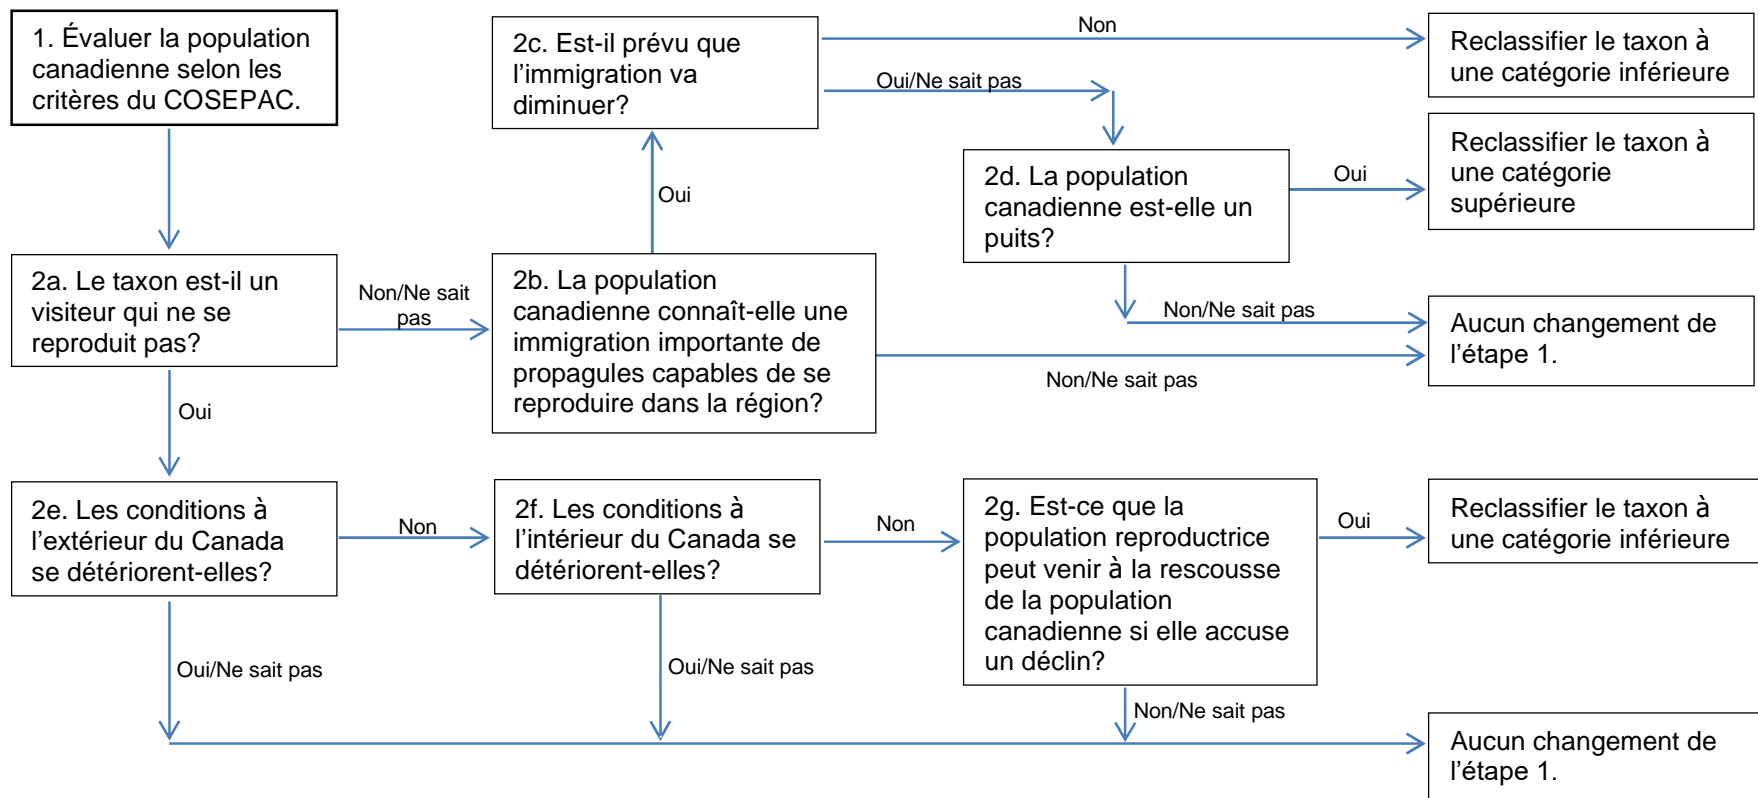 1. Évaluer la population
canadienne selon les
critères du COSEPAC.
2c. Est-il prévu que
l’immigration va
diminuer?
Non
Reclassifier le taxon à
une catégorie inférieure
Oui/Ne sait pas
2d. La population
canadienne est-elle un
puits?
Oui
Reclassifier le taxon à
une catégorie
supérieure
Oui
2a. Le taxon est-il un
visiteur qui ne se
reproduit pas?
Non/Ne sait
pas
2b. La population
canadienne connaît-elle une
immigration importante de
propagules capables de se
reproduire dans la région?
Non/Ne sait pas
Non/Ne sait pas
Aucun changement de
l’étape 1.
Oui
2e. Les conditions à
l’extérieur du Canada
se détériorent-elles?
Non
2f. Les conditions à
l’intérieur du Canada se
détériorent-elles?
Non
2g. Est-ce que la
population reproductrice
peut venir à la rescousse
de la population
canadienne si elle accuse
un déclin?
Oui
Reclassifier le taxon à
une catégorie inférieure
Oui/Ne sait pas
Oui/Ne sait pas
Non/Ne sait pas
Aucun changement de
l’étape 1.